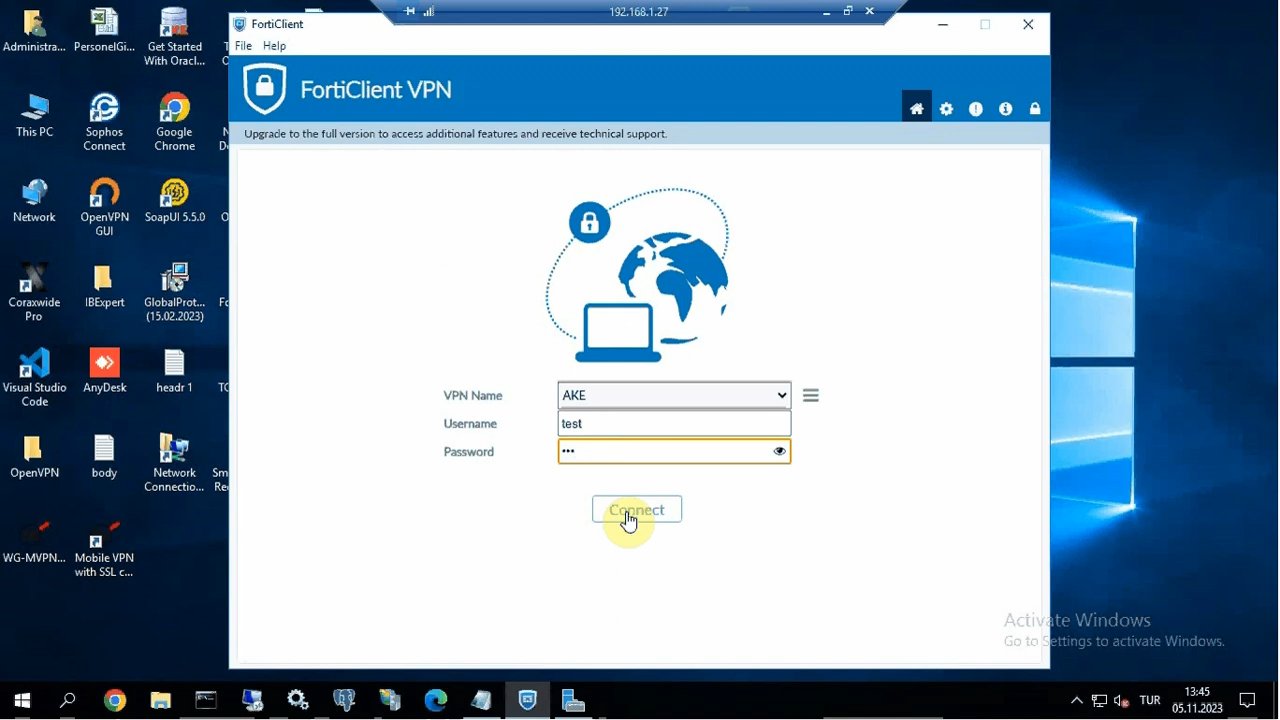 192.168.1.27
FortiClient
File Help
FortiClient VPN
Upgrade to the full version to access additional features and receive technical support.
VPN Name
AKE
Username
test
Password
•••
Connect
Administra...
PersonelGi...
Get Started
With Oracl...
This PC
Sophos
Connect
Google
Chrome
Network
OpenVPN
GUI
SoapUI 5.5.0
Coraxwide
Pro
IBExpert
GlobalProt...
(15.02.2023)
Visual Studio
Code
AnyDesk
headr 1
OpenVPN
body
Network
Connectio...
WG-MVPN...
Mobile VPN
with SSL c...
Activate Windows
Go to Settings to activate Windows.
TUR
13:45
05.11.2023